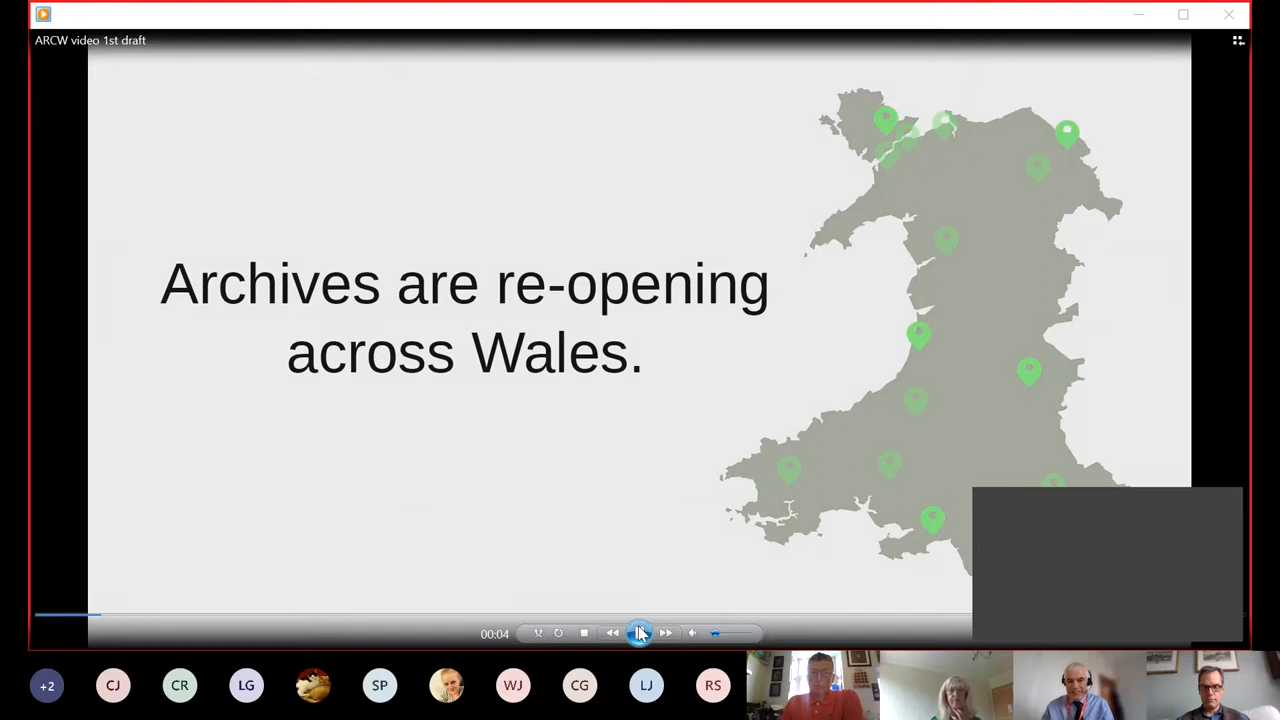 ARCW video 1st draft
Archives are re-opening
across Wales.
00:04
+2
CJ
CR
LG
SP
WJ
CG
LJ
RS